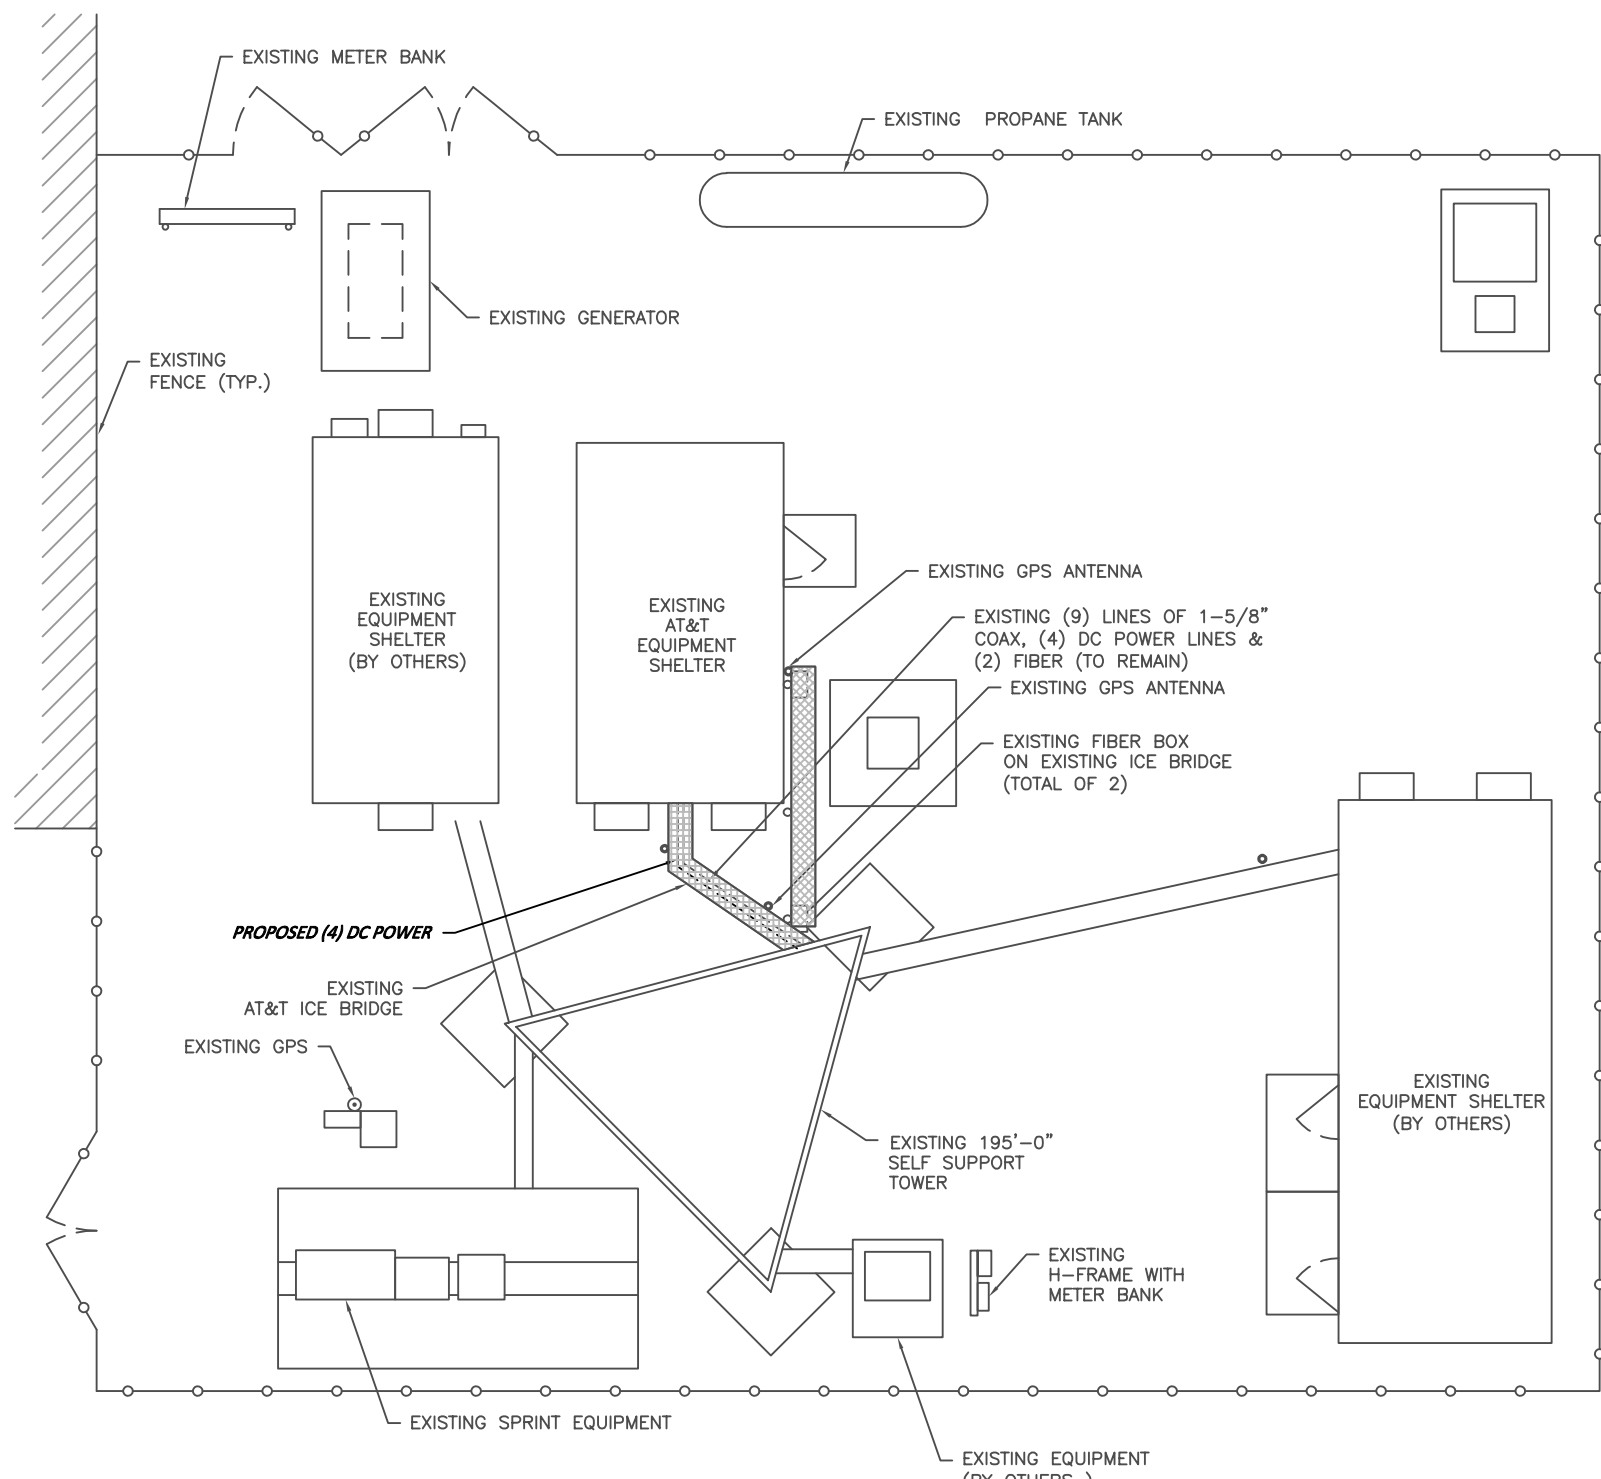 EXISTING METER BANK
EXISTING  PROPANE TANK
EXISTING GENERATOR
EXISTING
FENCE (TYP.)
EXISTING
EQUIPMENT
SHELTER
(BY OTHERS)
EXISTING
AT&T
EQUIPMENT
SHELTER
EXISTING GPS ANTENNA
EXISTING (9) LINES OF 1-5/8"
COAX, (4) DC POWER LINES &
(2) FIBER (TO REMAIN)
EXISTING GPS ANTENNA
EXISTING FIBER BOX
ON EXISTING ICE BRIDGE
(TOTAL OF 2)
PROPOSED (4) DC POWER
EXISTING
AT&T ICE BRIDGE
EXISTING GPS
EXISTING
EQUIPMENT SHELTER
(BY OTHERS)
EXISTING 195'-0"
SELF SUPPORT
TOWER
EXISTING
H-FRAME WITH
METER BANK
EXISTING SPRINT EQUIPMENT
EXISTING EQUIPMENT
(BY OTHERS )